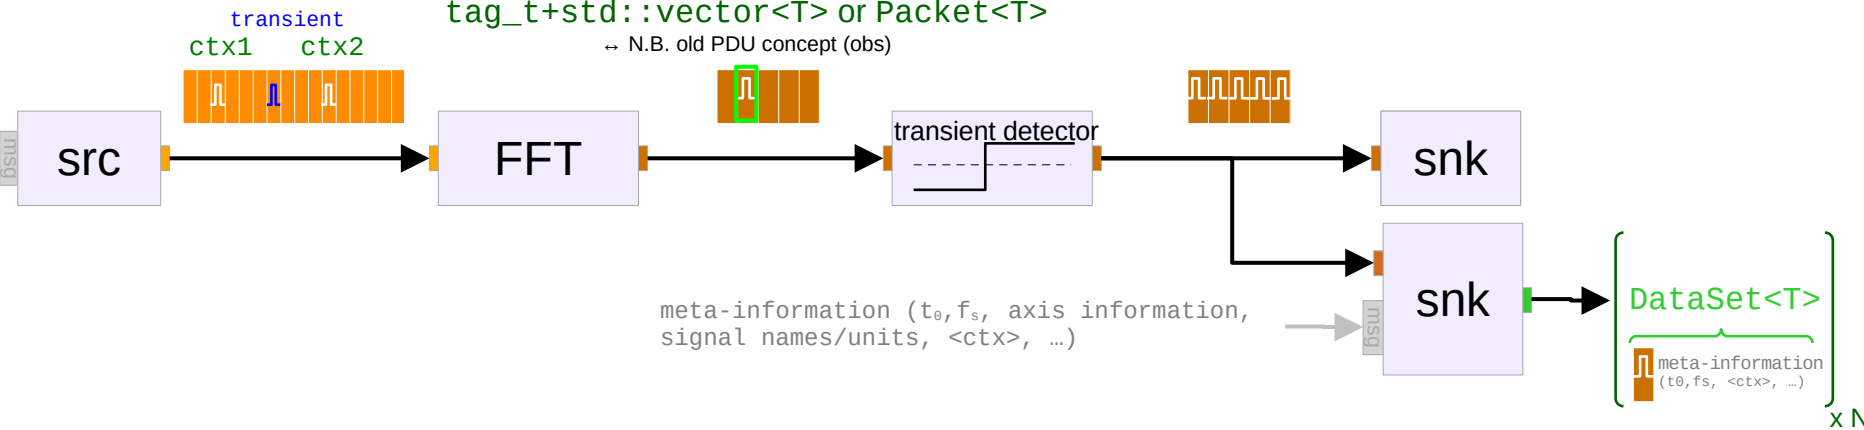 transient
ctx1 ctx2
tag_t+std::vector<T> or Packet<T>
↔ N.B. old PDU concept (obs)
msg
src
FFT
transient detector
snk
meta-information (t₀,fₛ, axis information,
signal names/units, <ctx>, …)
msg
snk
DataSet<T>
meta-information
(t0,fs, <ctx>, …)
x N